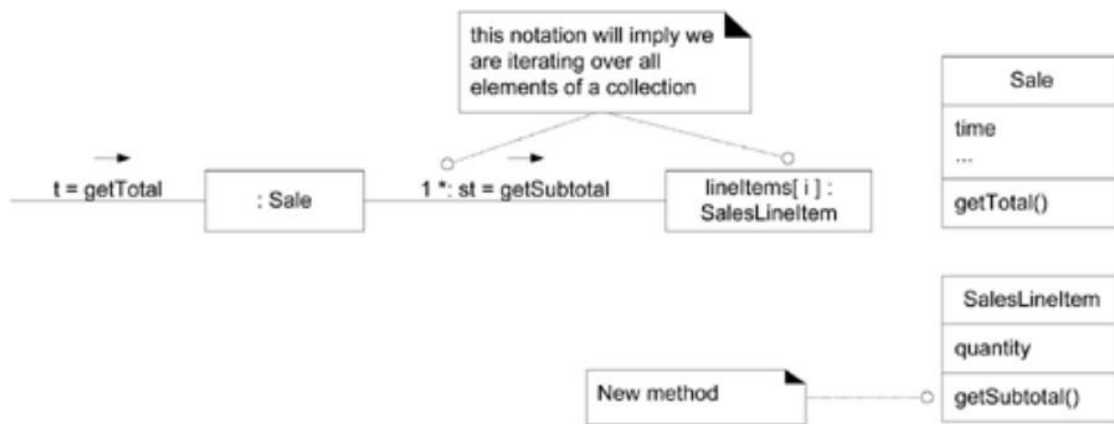 this notation will imply we
are iterating over all
elements of a collection
Sale
time
...
getTotal()
t = getTotal
: Sale
1 *: st = getSubtotal
lineItems[ i ] :
SalesLineItem
SalesLineItem
quantity
getSubtotal()
New method